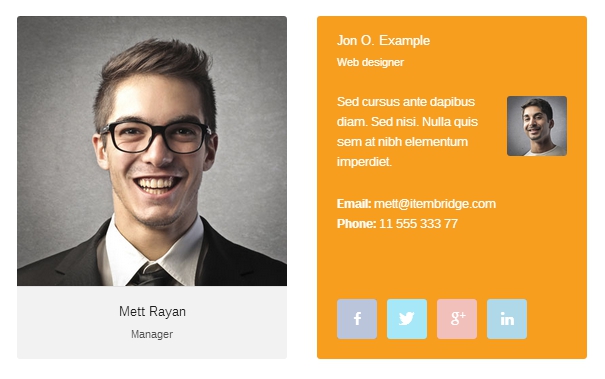 Mett Rayan
Manager
Jon O. Example
Web designer
Sed cursus ante dapibus
diam. Sed nisi. Nulla quis
sem at nibh elementum
imperdiet.
Email: mett@itembridge.com
Phone: 11 555 333 77
f
g+
in